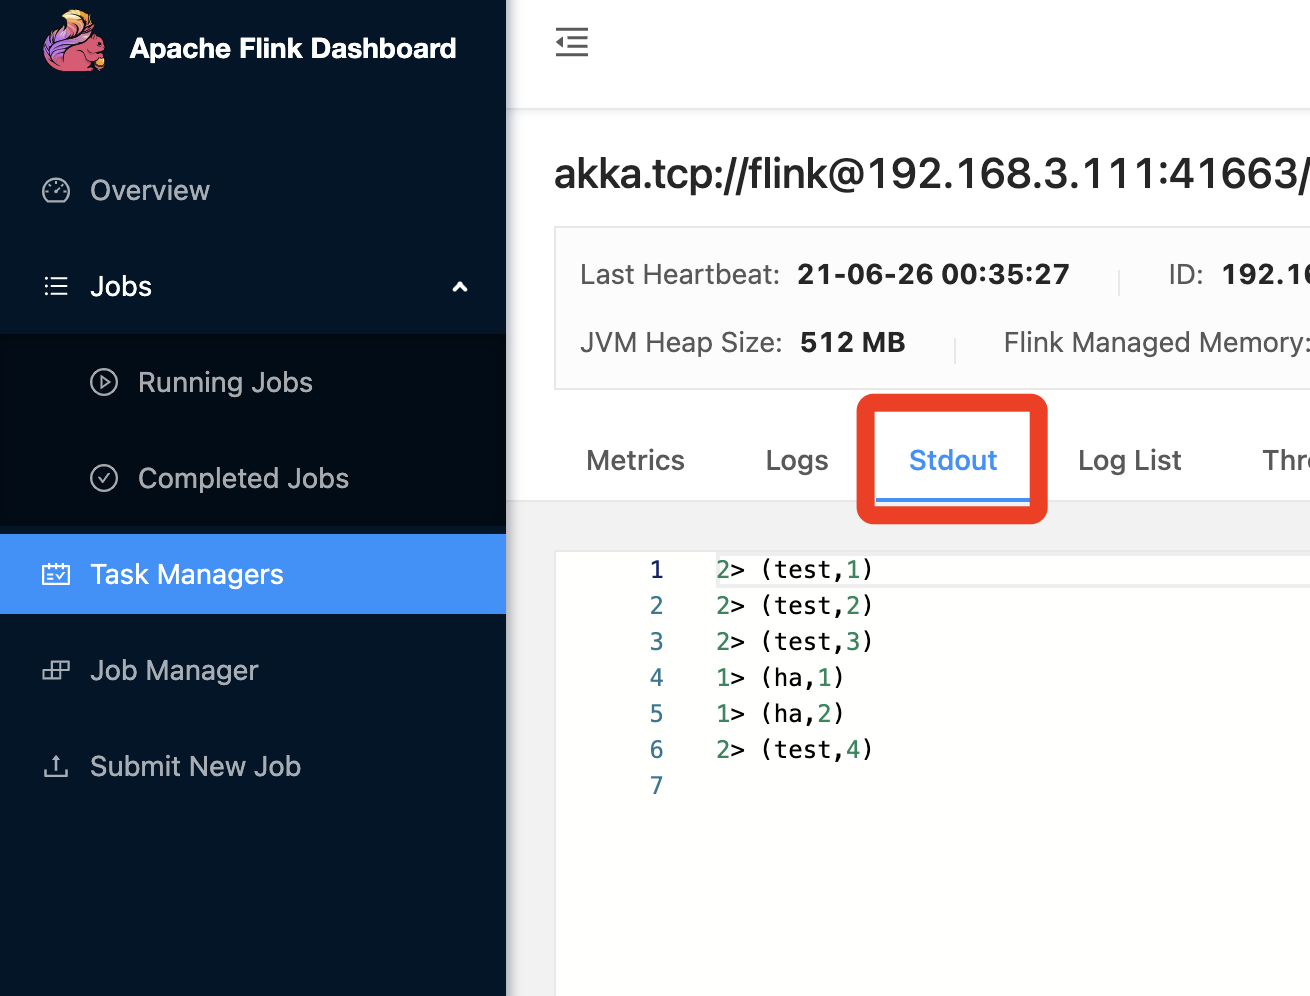 Apache Flink Dashboard
Overview
Jobs
Running Jobs
Completed Jobs
Task Managers
Job Manager
Submit New Job
akka.tcp://flink@192.168.3.111:41663/
Last Heartbeat: 21-06-26 00:35:27 ID: 192.16
JVM Heap Size: 512 MB Flink Managed Memory:
Metrics Logs Stdout Log List Thre
1 2> (test,1)
2 2> (test,2)
3 2> (test,3)
4 1> (ha,1)
5 1> (ha,2)
6 2> (test,4)
7